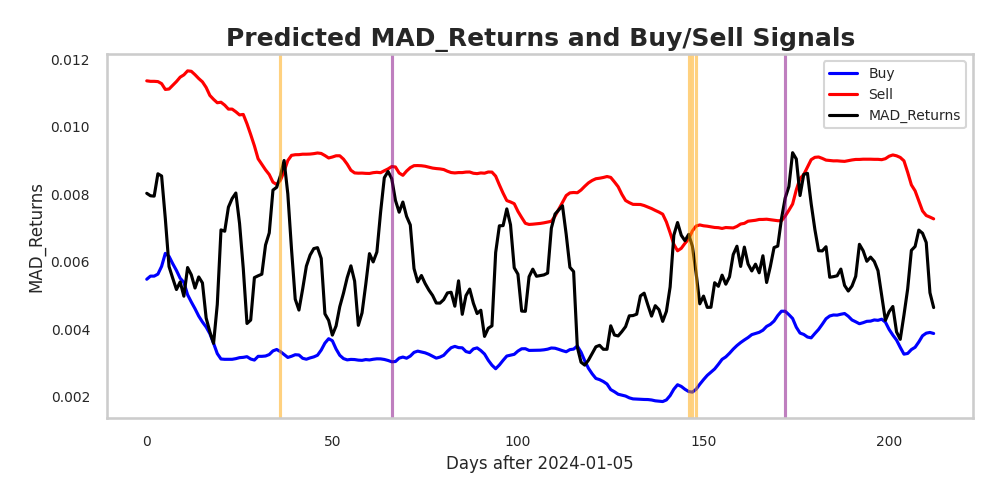 Predicted MAD_Returns and Buy/Sell Signals
0.012
0.010
0.008
0.006
0.004
0.002
MAD_Returns
Buy
Sell
MAD_Returns
0
50
100
150
200
Days after 2024-01-05